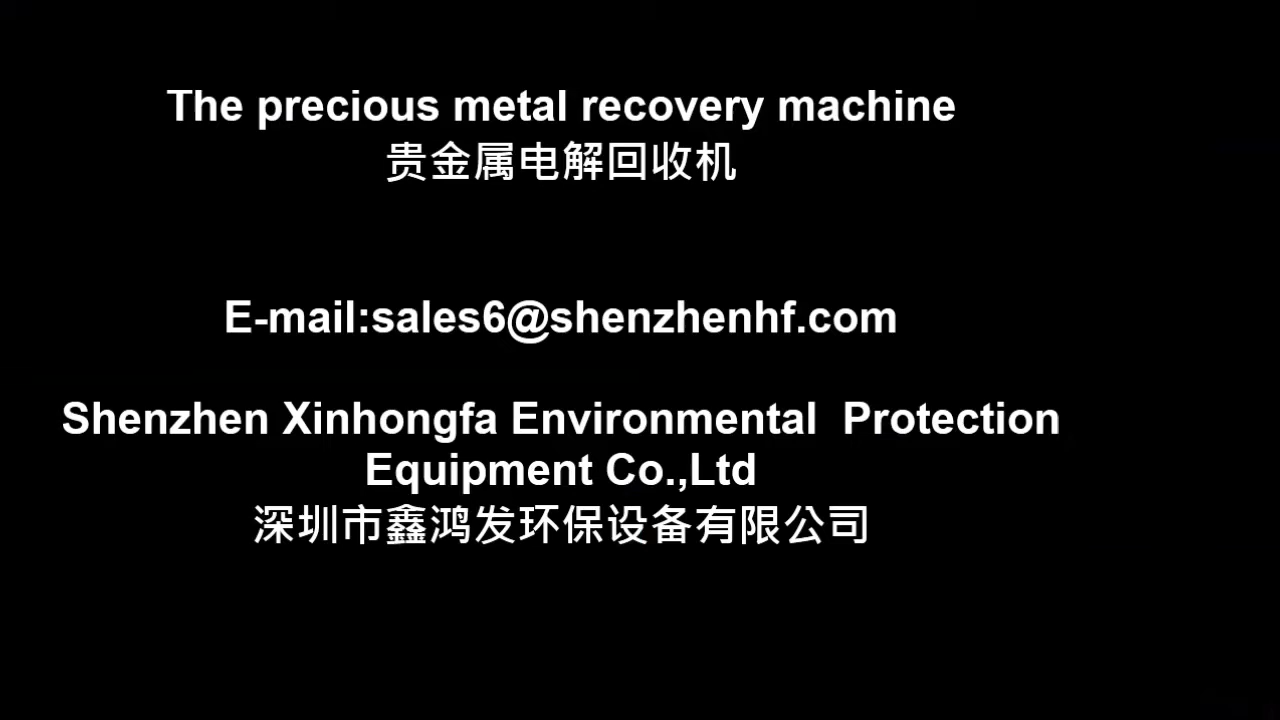 The precious metal recovery machine
贵金属电解回收机
E-mail:sales6@shenzhenhf.com
Shenzhen Xinhongfa Environmental  Protection
Equipment Co.,Ltd
深圳市鑫鸿发环保设备有限公司